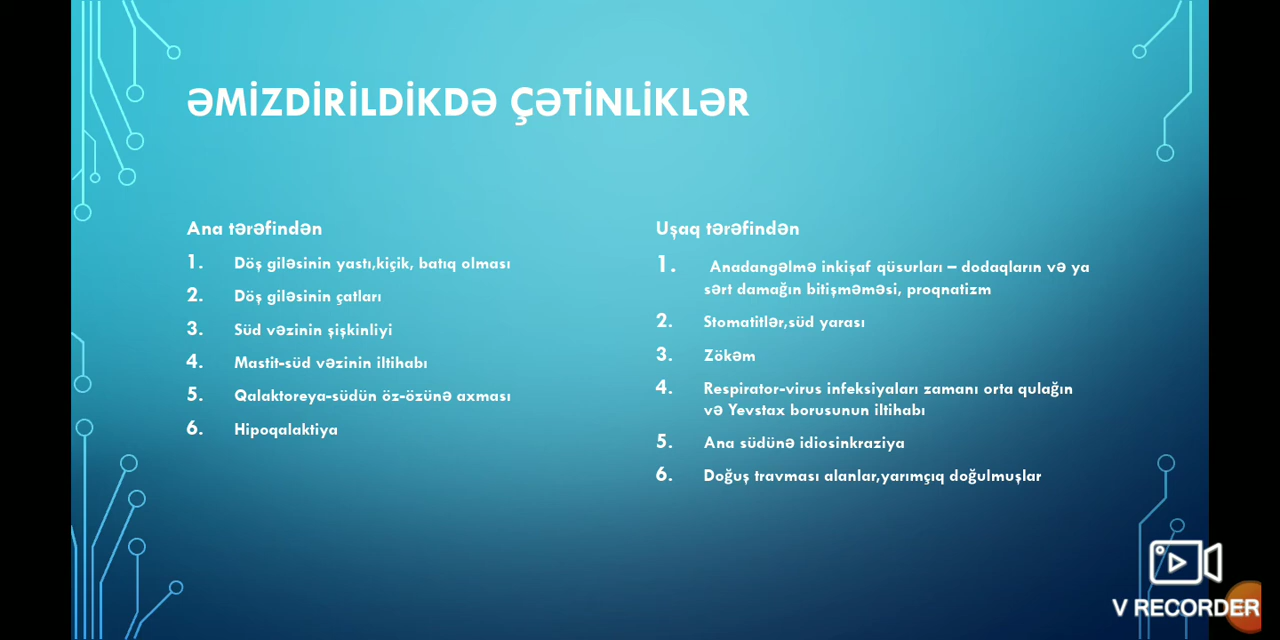 ƏMİZDİRİLDİKDƏ ÇƏTİNLİKLƏR
Ana tərəfindən
1. Döş giləsinin yastı,kiçik, batıq olması
2. Döş giləsinin çatları
3. Süd vəzinin şişkinliyi
4. Mastit-süd vəzinin iltihabı
5. Qalaktoreya-südün öz-özünə axması
6. Hipoqalaktiya
Uşaq tərəfindən
1. Anadangəlmə inkişaf qüsurları – dodaqların və ya
sərt damağın bitişməməsi, proqnatizm
2. Stomatitlər,süd yarası
3. Zökəm
4. Respirator-virus infeksiyaları zamanı orta qulağın
və Yevstax borusunun iltihabı
5. Ana südünə idiosinkraziya
6. Doğuş travması alanlar,yarımçıq doğulmuşlar
V RECORDER